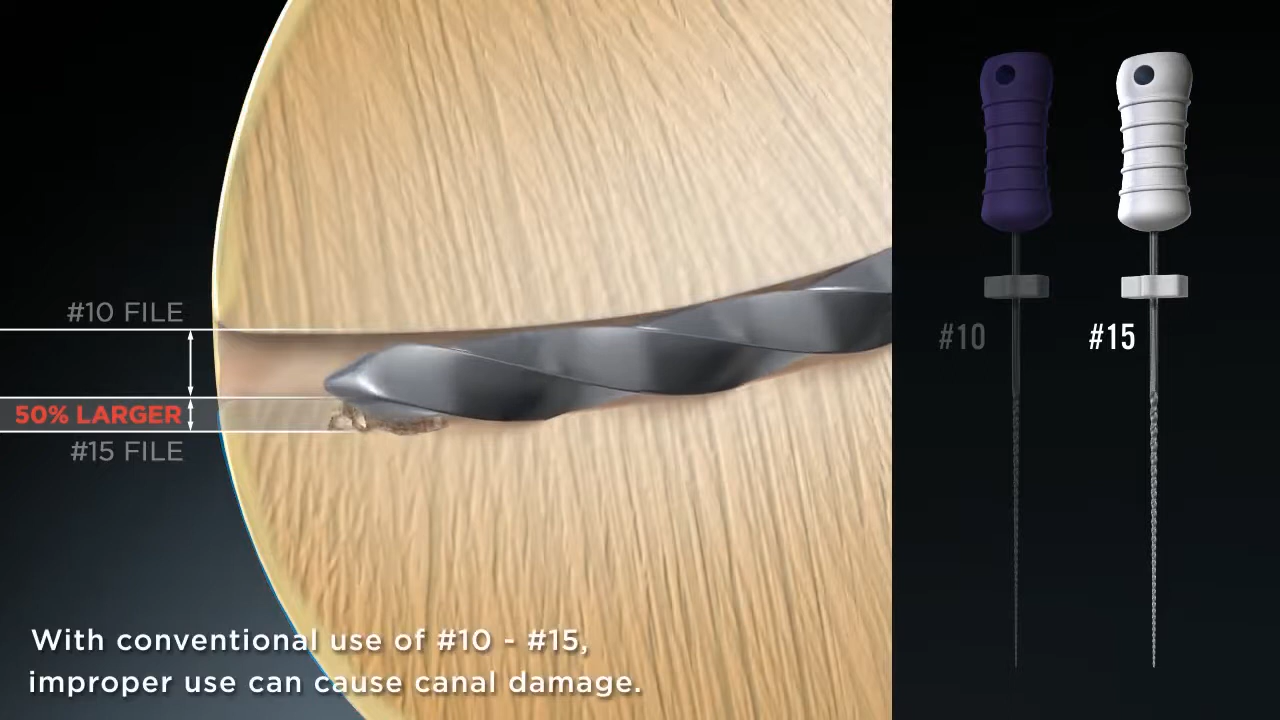 #10 FILE
50% LARGER
#15 FILE
#10
#15
With conventional use of #10 - #15,
improper use can cause canal damage.